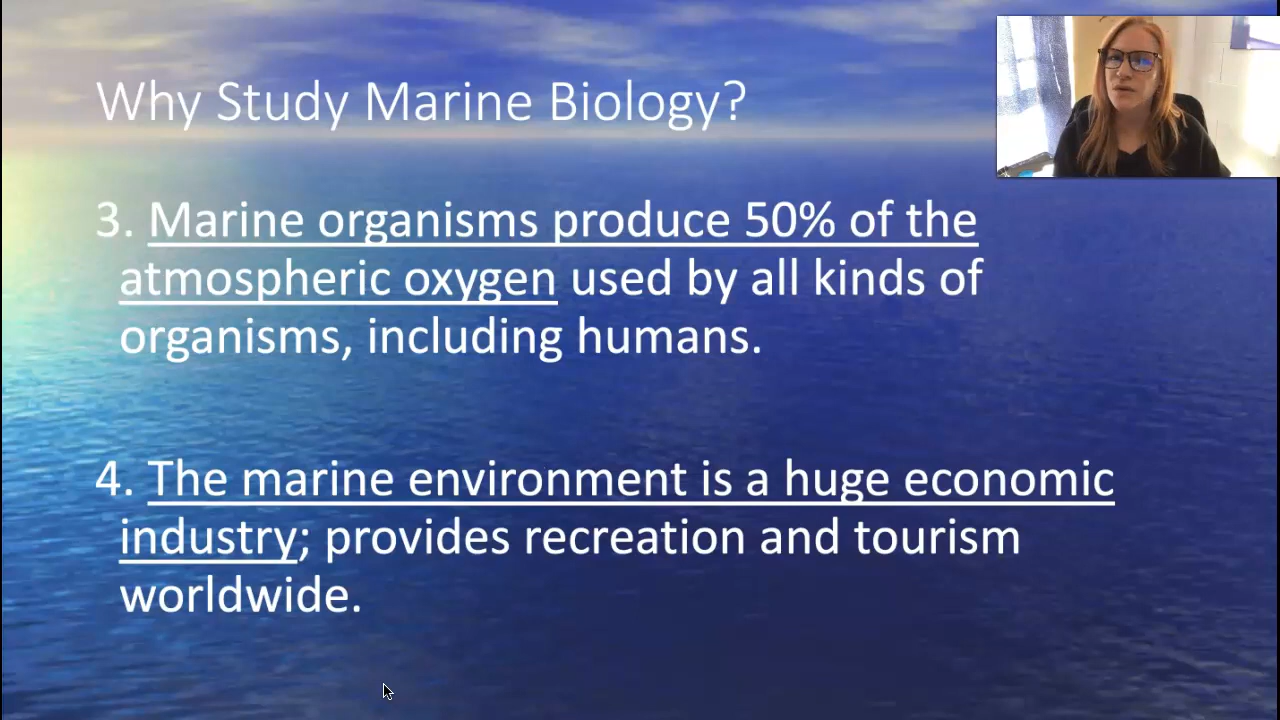 Why Study Marine Biology?
3. Marine organisms produce 50% of the
atmospheric oxygen used by all kinds of
organisms, including humans.
4. The marine environment is a huge economic
industry; provides recreation and tourism
worldwide.